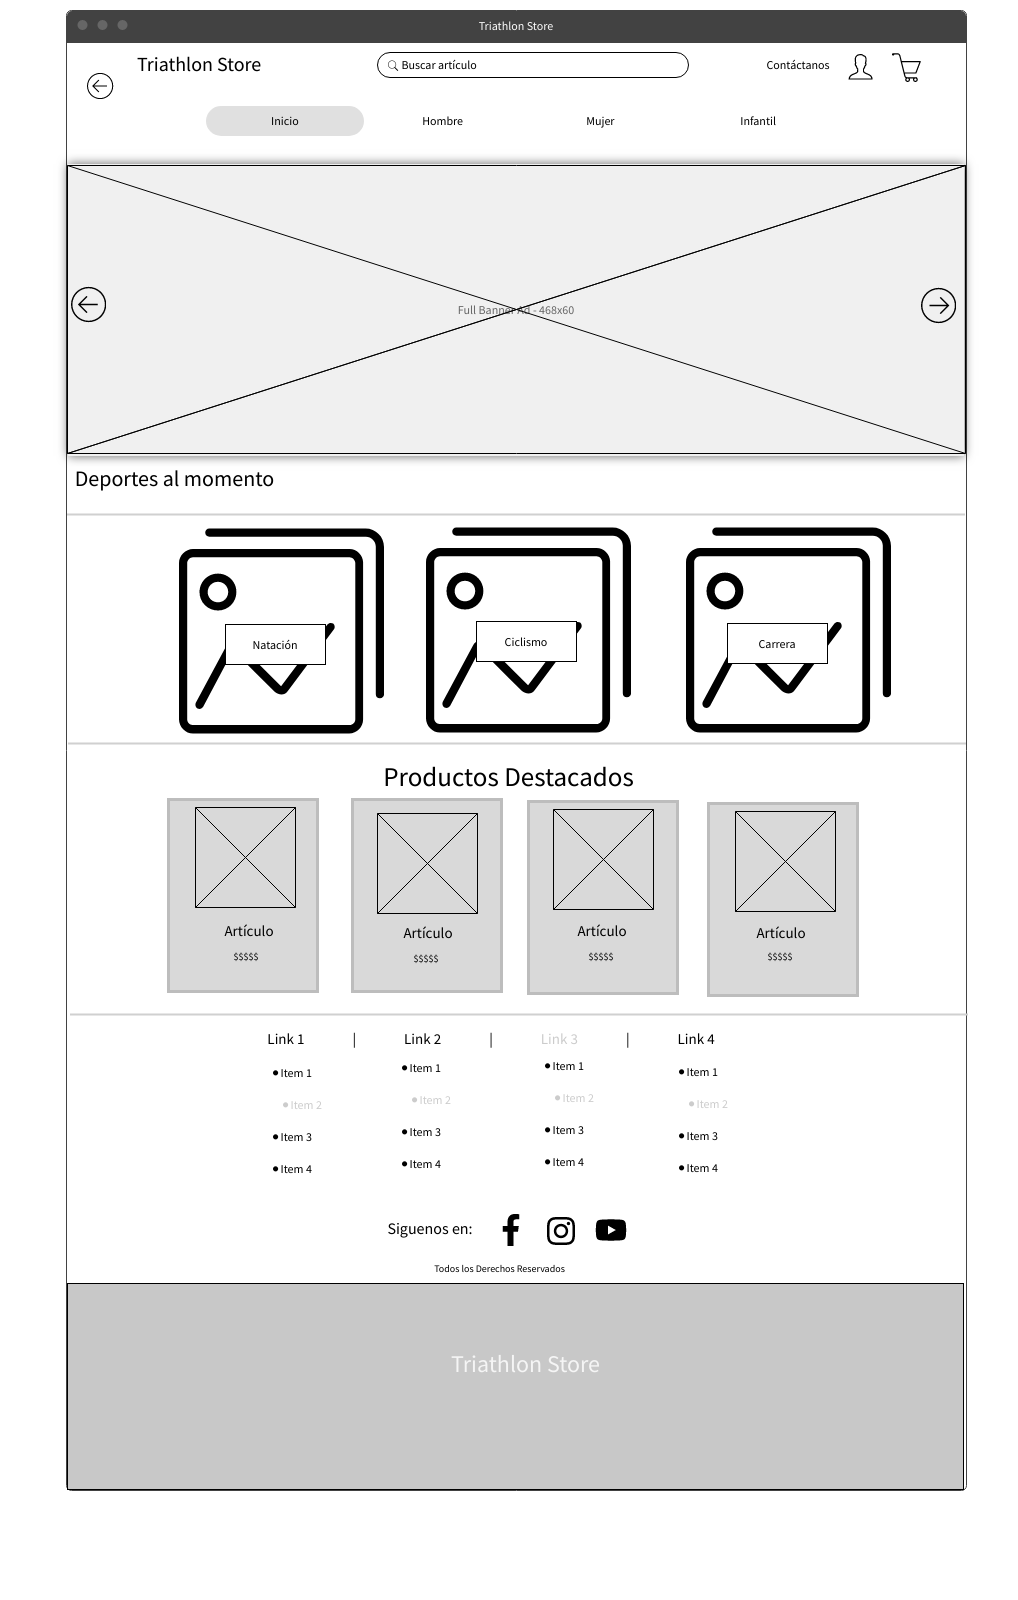 Triathlon Store
Triathlon Store
Buscar artículo
Contáctanos
Inicio
Hombre
Mujer
Infantil
Full Banner Ad - 468x60
Deportes al momento
Natación
Ciclismo
Carrera
Productos Destacados
Artículo
$$$$$
Artículo
$$$$$
Artículo
$$$$$
Artículo
$$$$$
Link 1 | Link 2 | Link 3 | Link 4
Item 1
Item 2
Item 3
Item 4
Item 1
Item 2
Item 3
Item 4
Item 1
Item 2
Item 3
Item 4
Item 1
Item 2
Item 3
Item 4
Siguenos en:
Todos los Derechos Reservados
Triathlon Store